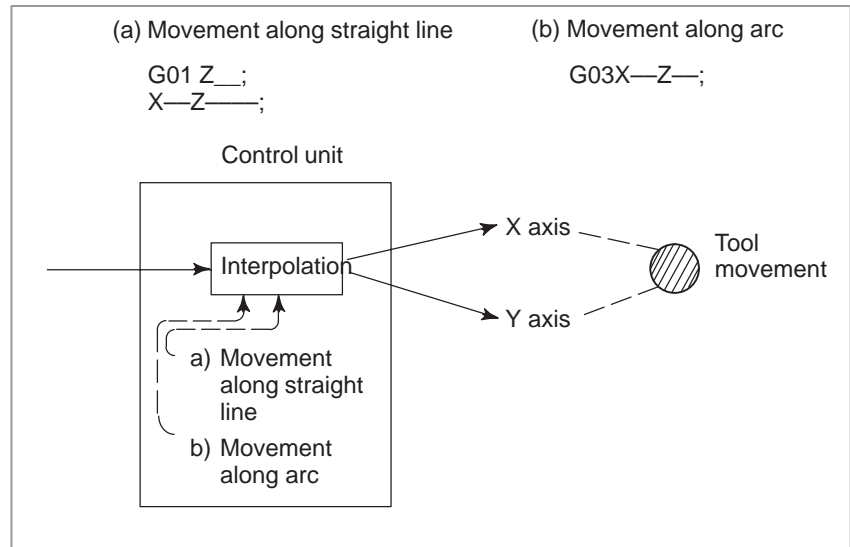 (a) Movement along straight line
G01 Z__;
X––Z––––;
(b) Movement along arc
G03X––Z––;
Control unit
Interpolation
X axis
Y axis
Tool
movement
a) Movement
along straight
line
b) Movement
along arc